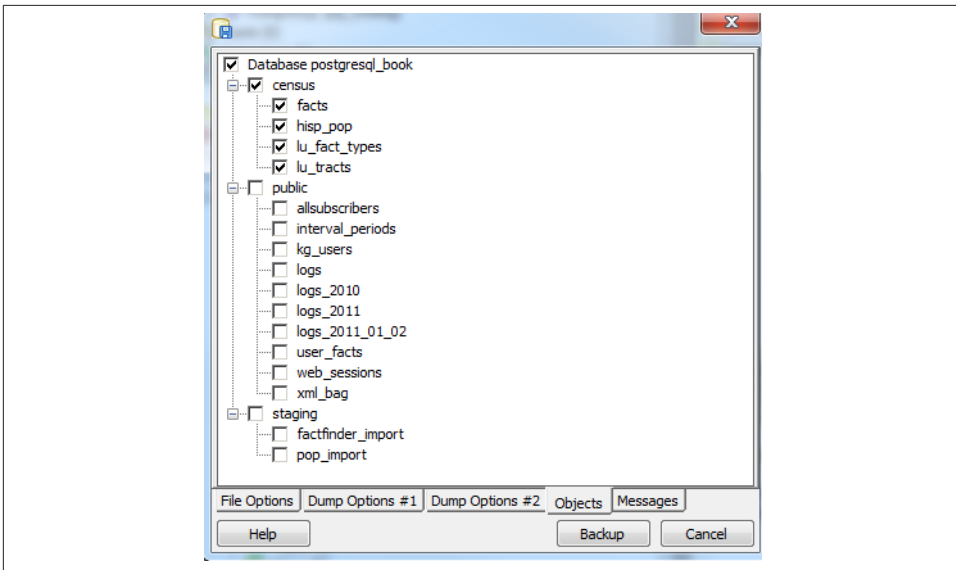 Database postgresql_book
census
facts
hisp_pop
lu_fact_types
lu_tracts
public
allsubscribers
interval_periods
kg_users
logs
logs_2010
logs_2011
logs_2011_01_02
user_facts
web_sessions
xml_bag
staging
factfinder_import
pop_import
File Options Dump Options #1 Dump Options #2 Objects Messages
Help Backup Cancel